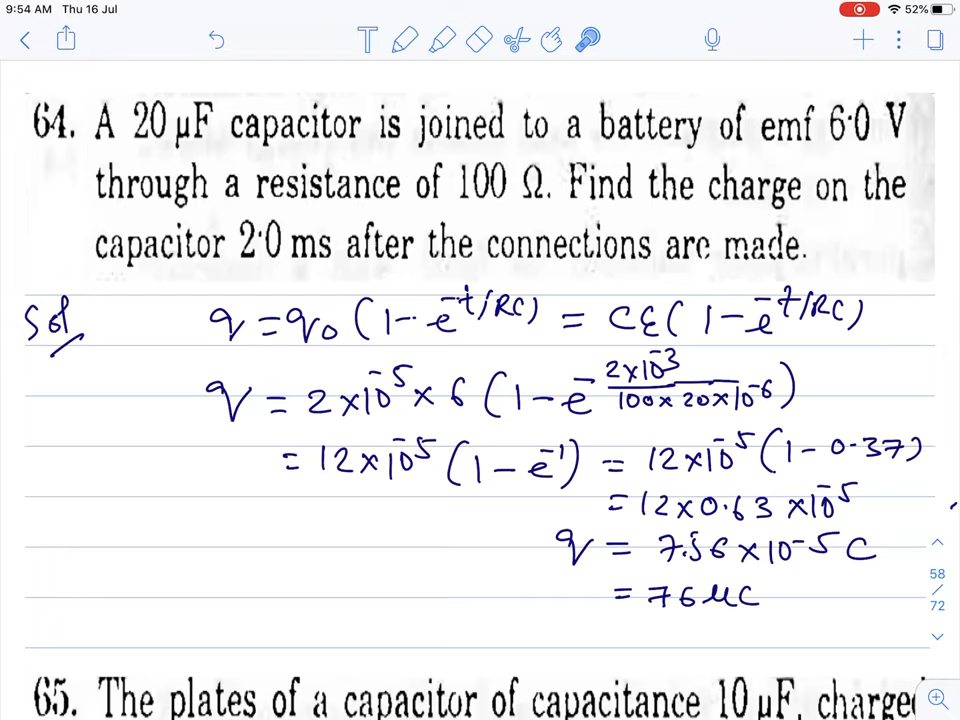 9:54 AM Thu 16 Jul 52%
T
64. A 20 μF capacitor is joined to a battery of emf 6·0 V
through a resistance of 100 Ω. Find the charge on the
capacitor 2·0 ms after the connections are made.
Sol
q = q₀ (1 - e^{-t/RC}) = Cε (1 - e^{-t/RC})
q = 2 × 10^{-5} × 6 (1 - e^{- 2×10^{-3} / 100 × 20 × 10^{-6}})
= 12 × 10^{-5} (1 - e^{-1}) = 12 × 10^{-5} (1 - 0.37)
= 12 × 0.63 × 10^{-5}
q = 7.56 × 10^{-5} C
= 76 μC
58
/
72
65. The plates of a capacitor of capacitance 10 μF, charged